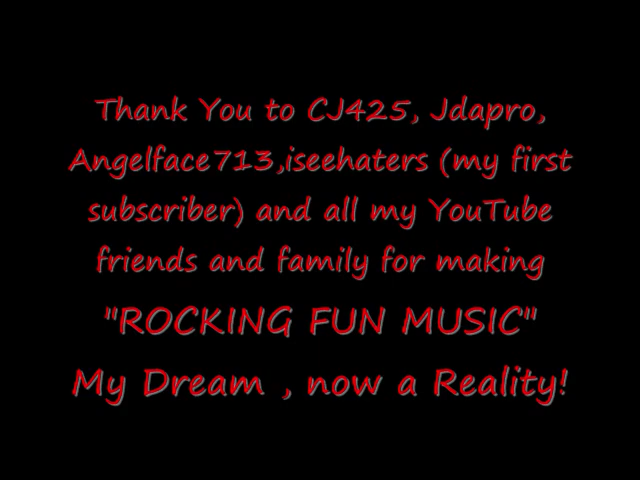 Thank You to CJ425, Jdapro,
Angelface713,iseehaters (my first
subscriber) and all my YouTube
friends and family for making
"ROCKING FUN MUSIC"
My Dream , now a Reality!